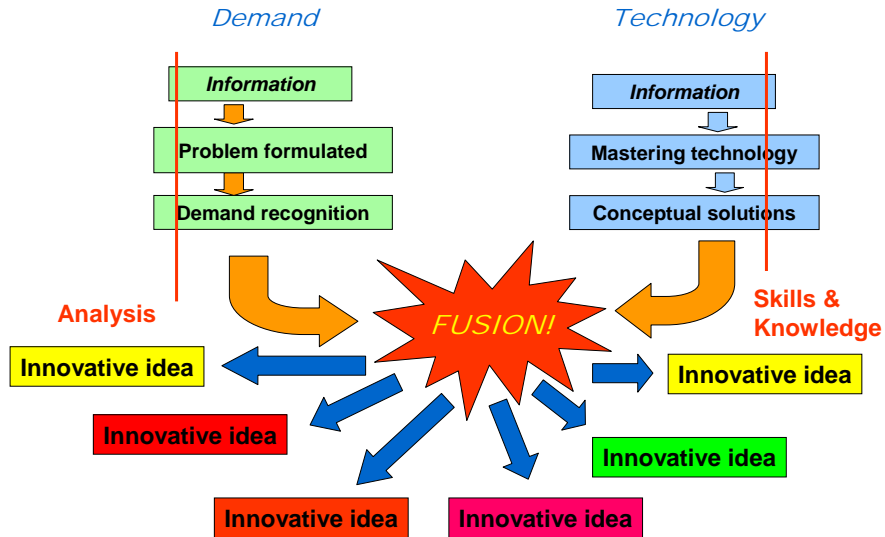 Demand
Technology
Information
Information
Problem formulated
Mastering technology
Demand recognition
Conceptual solutions
Analysis
FUSION!
Skills &
Knowledge
Innovative idea
Innovative idea
Innovative idea
Innovative idea
Innovative idea
Innovative idea